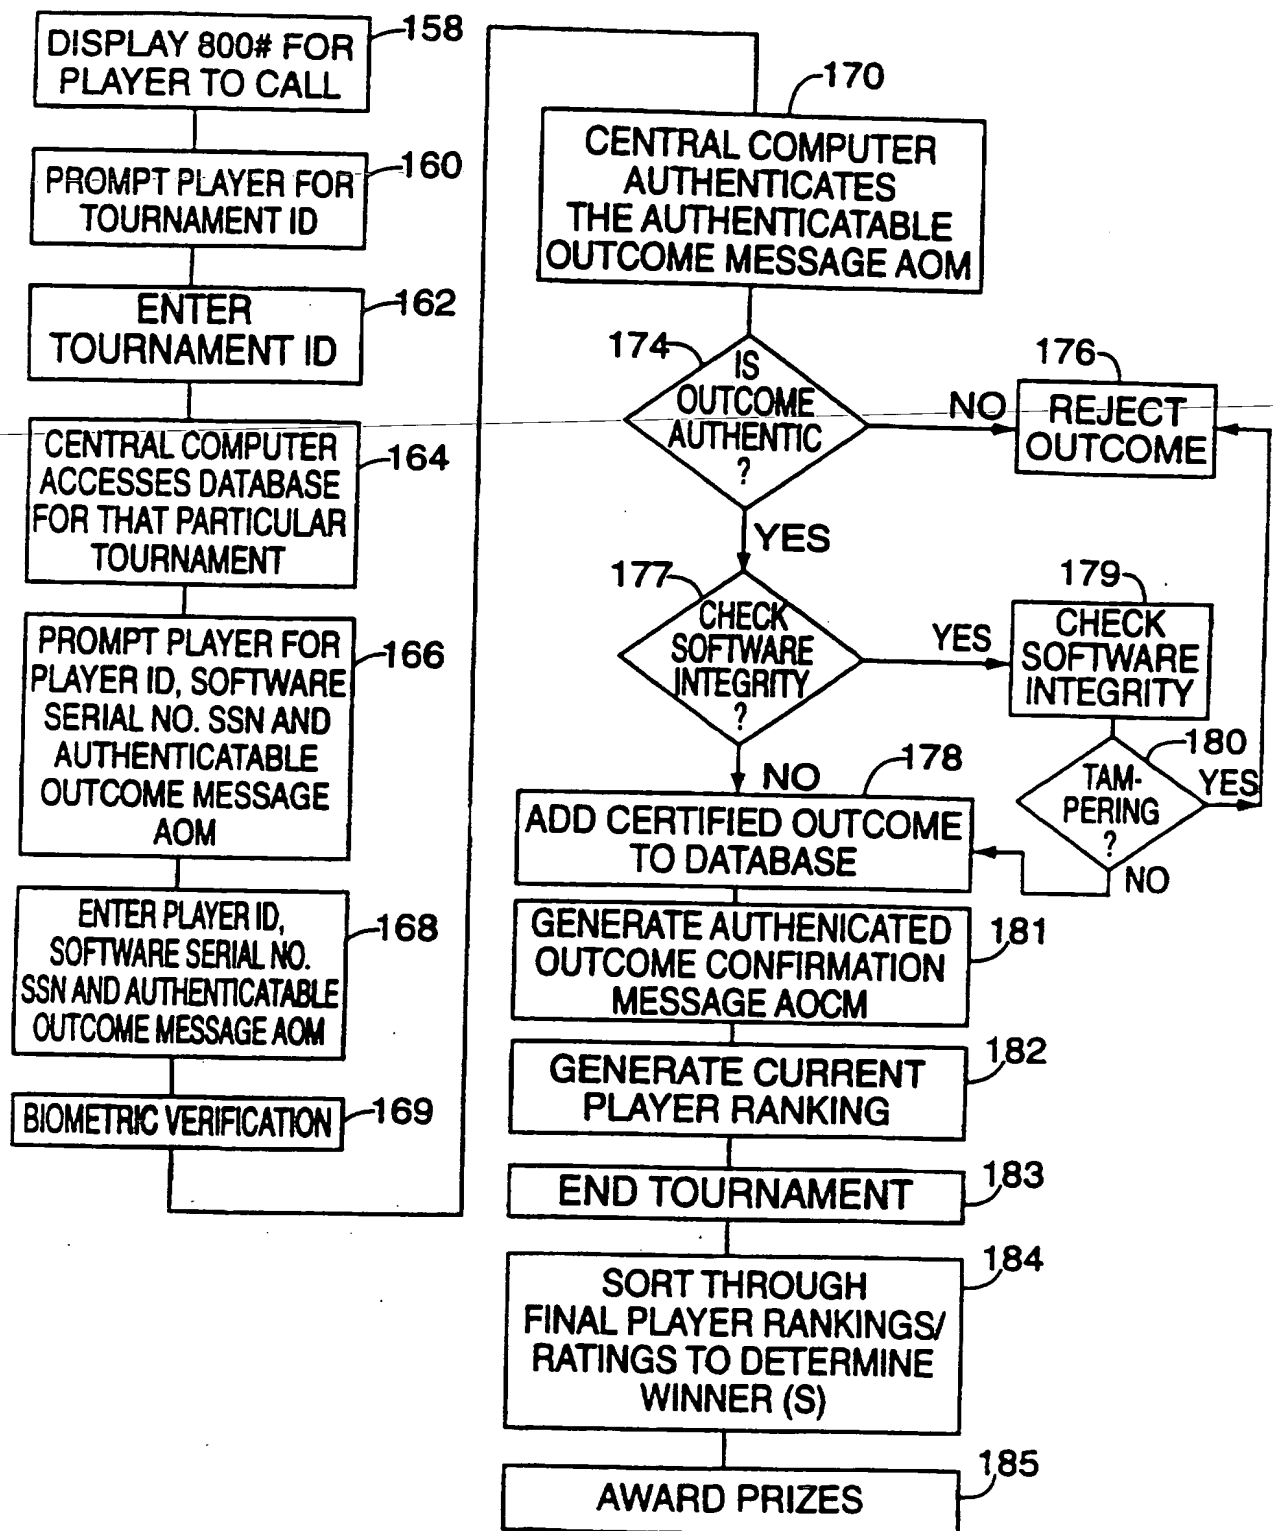 DISPLAY 800# FOR
PLAYER TO CALL
158
PROMPT PLAYER FOR
TOURNAMENT ID
160
ENTER
TOURNAMENT ID
162
CENTRAL COMPUTER
ACCESSES DATABASE
FOR THAT PARTICULAR
TOURNAMENT
164
PROMPT PLAYER FOR
PLAYER ID, SOFTWARE
SERIAL NO. SSN AND
AUTHENTICATABLE
OUTCOME MESSAGE
AOM
166
ENTER PLAYER ID,
SOFTWARE SERIAL NO.
SSN AND AUTHENTICATABLE
OUTCOME MESSAGE AOM
168
BIOMETRIC VERIFICATION
169
170
CENTRAL COMPUTER
AUTHENTICATES
THE AUTHENTICATABLE
OUTCOME MESSAGE AOM
174
IS
OUTCOME
AUTHENTIC
?
NO
176
REJECT
OUTCOME
YES
177
CHECK
SOFTWARE
INTEGRITY
?
YES
179
CHECK
SOFTWARE
INTEGRITY
180
TAM-
PERING
?
YES
NO
NO
178
ADD CERTIFIED OUTCOME
TO DATABASE
GENERATE AUTHENICATED
OUTCOME CONFIRMATION
MESSAGE AOCM
181
GENERATE CURRENT
PLAYER RANKING
182
END TOURNAMENT
183
SORT THROUGH
FINAL PLAYER RANKINGS/
RATINGS TO DETERMINE
WINNER (S)
184
AWARD PRIZES
185